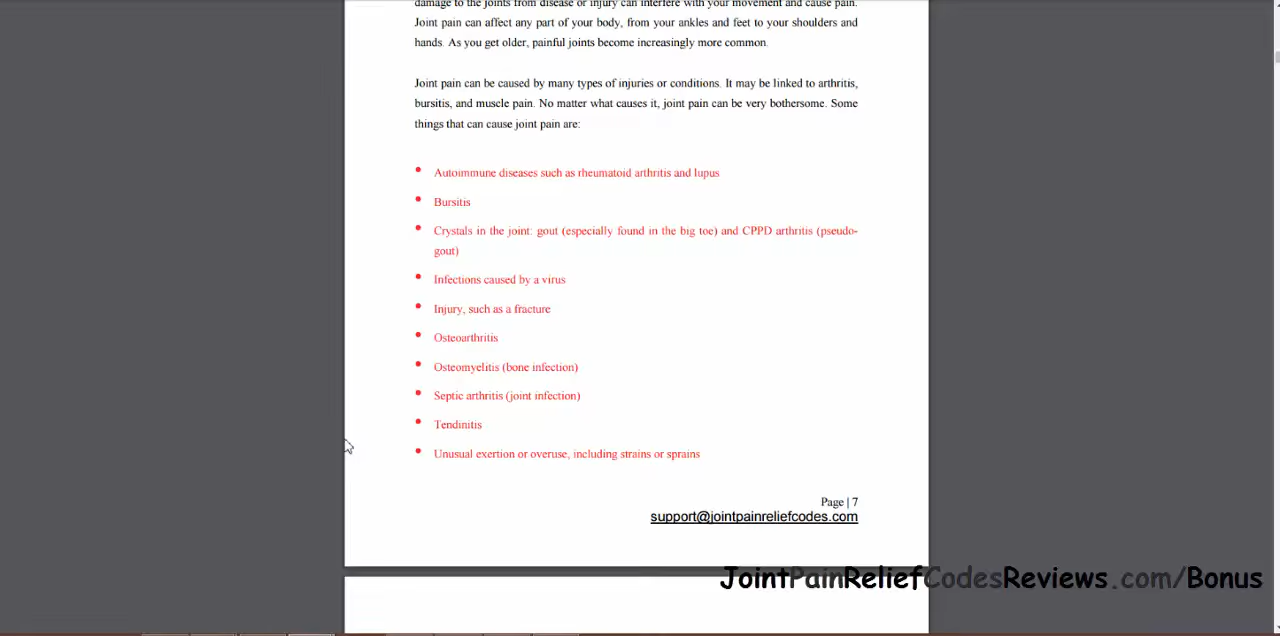 damage to the joints from disease or injury can interfere with your movement and cause pain.
Joint pain can affect any part of your body, from your ankles and feet to your shoulders and
hands. As you get older, painful joints become increasingly more common.
Joint pain can be caused by many types of injuries or conditions. It may be linked to arthritis,
bursitis, and muscle pain. No matter what causes it, joint pain can be very bothersome. Some
things that can cause joint pain are:
• Autoimmune diseases such as rheumatoid arthritis and lupus
• Bursitis
• Crystals in the joint: gout (especially found in the big toe) and CPPD arthritis (pseudo-
gout)
• Infections caused by a virus
• Injury, such as a fracture
• Osteoarthritis
• Osteomyelitis (bone infection)
• Septic arthritis (joint infection)
• Tendinitis
• Unusual exertion or overuse, including strains or sprains
Page | 7
support@jointpainreliefcodes.com
JointPainReliefCodesReviews.com/Bonus